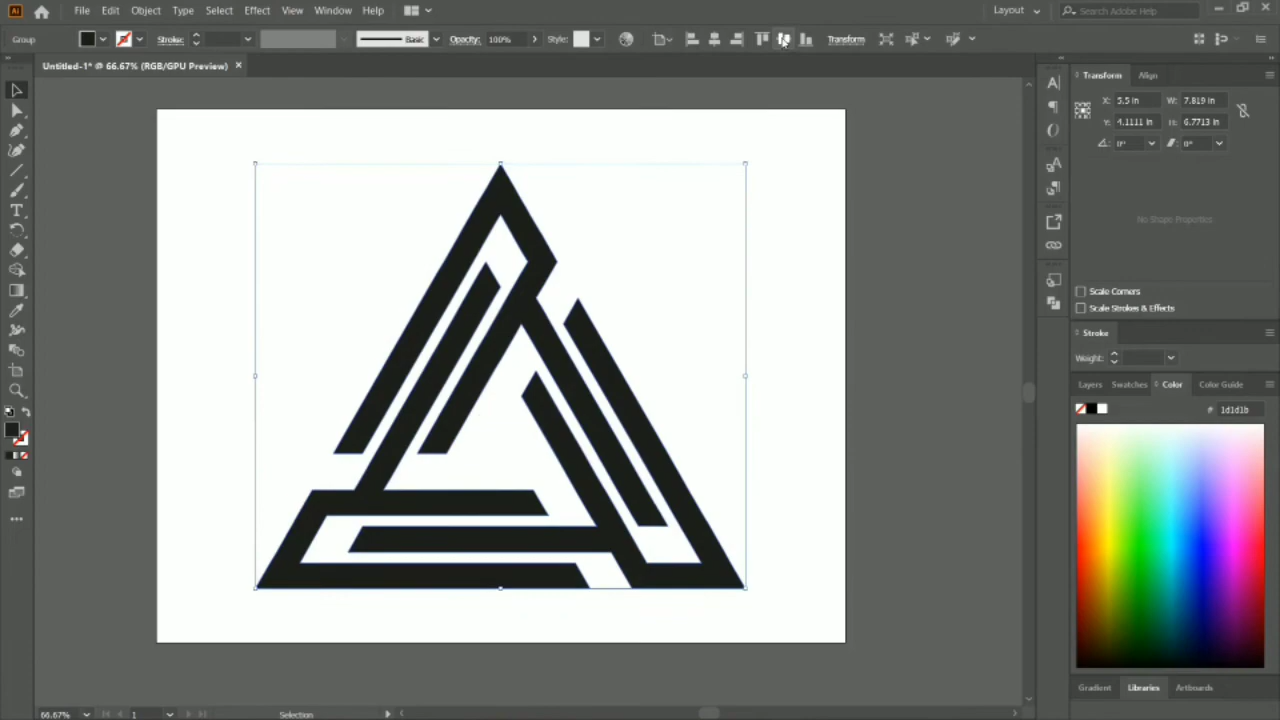 Ai File Edit Object Type Select Effect View Window Help Layout Search Adobe Help
Group Stroke: Basic Opacity: 100% Style: Transform
Untitled-1* @ 66.67% (RGB/GPU Preview) ×
Transform Align
X: 5.5 in W: 7.819 in
Y: 4.1111 in H: 6.7713 in
0° 0°
No Shape Properties
Scale Corners
Scale Strokes & Effects
Stroke
Weight:
Layers Swatches Color Color Guide
# 1d1d1b
Gradient Libraries Artboards
66.67% 1 Selection